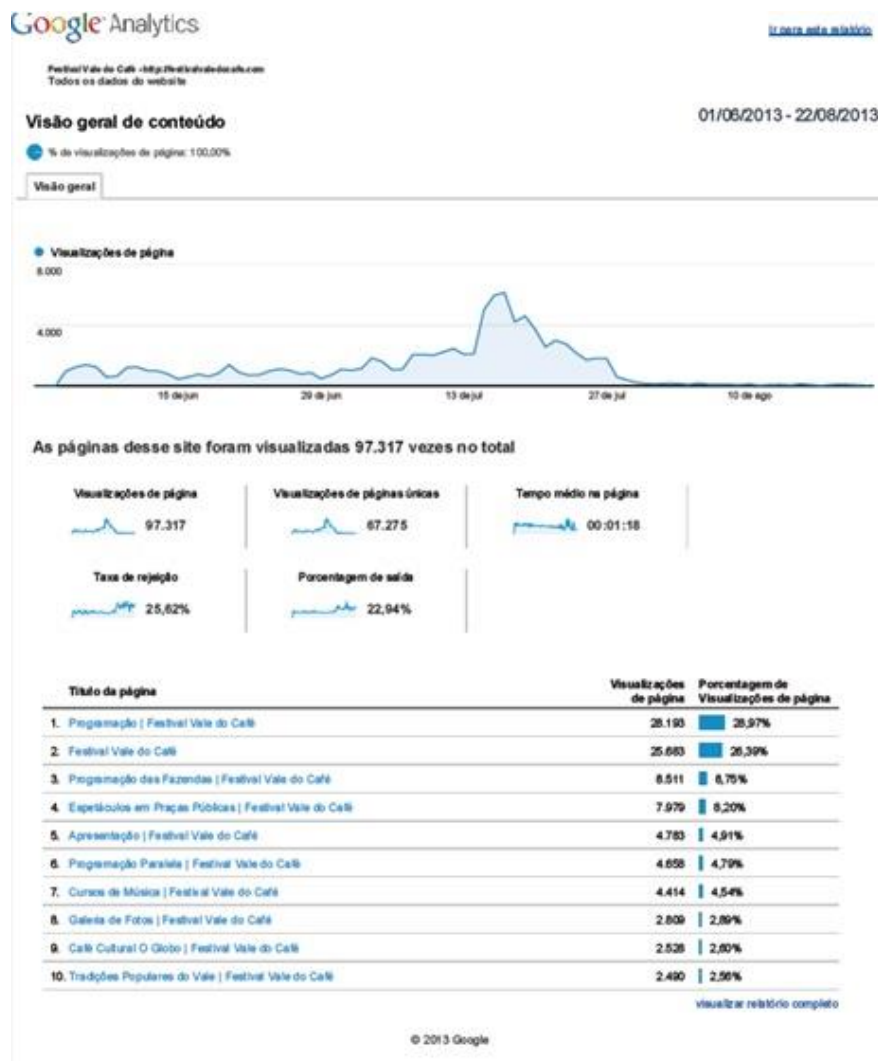 Google Analytics
Ir para este relatório
Festival Vale do Café - http://festivalvaledocafe.com
Todos os dados do website
Visão geral de conteúdo
01/06/2013 - 22/08/2013
% de visualizações de página: 100,00%
Visão geral
Visualizações de página
8.000
4.000
15 de jun
29 de jun
13 de jul
27 de jul
10 de ago
As páginas desse site foram visualizadas 97.317 vezes no total
Visualizações de página
97.317
Visualizações de páginas únicas
67.275
Tempo médio na página
00:01:18
Taxa de rejeição
25,62%
Porcentagem de saída
22,94%
Título da página Visualizações de página Porcentagem de Visualizações de página
1. Programação | Festival Vale do Café 28.193 28,97%
2. Festival Vale do Café 25.683 26,39%
3. Programação das Fazendas | Festival Vale do Café 8.511 8,75%
4. Espetáculos em Praças Públicas | Festival Vale do Café 7.979 8,20%
5. Apresentação | Festival Vale do Café 4.783 4,91%
6. Programação Paralela | Festival Vale do Café 4.658 4,79%
7. Cursos de Música | Festival Vale do Café 4.414 4,54%
8. Galeria de Fotos | Festival Vale do Café 2.809 2,89%
9. Café Cultural O Globo | Festival Vale do Café 2.528 2,60%
10. Tradições Populares do Vale | Festival Vale do Café 2.490 2,56%
visualizar relatório completo
© 2013 Google